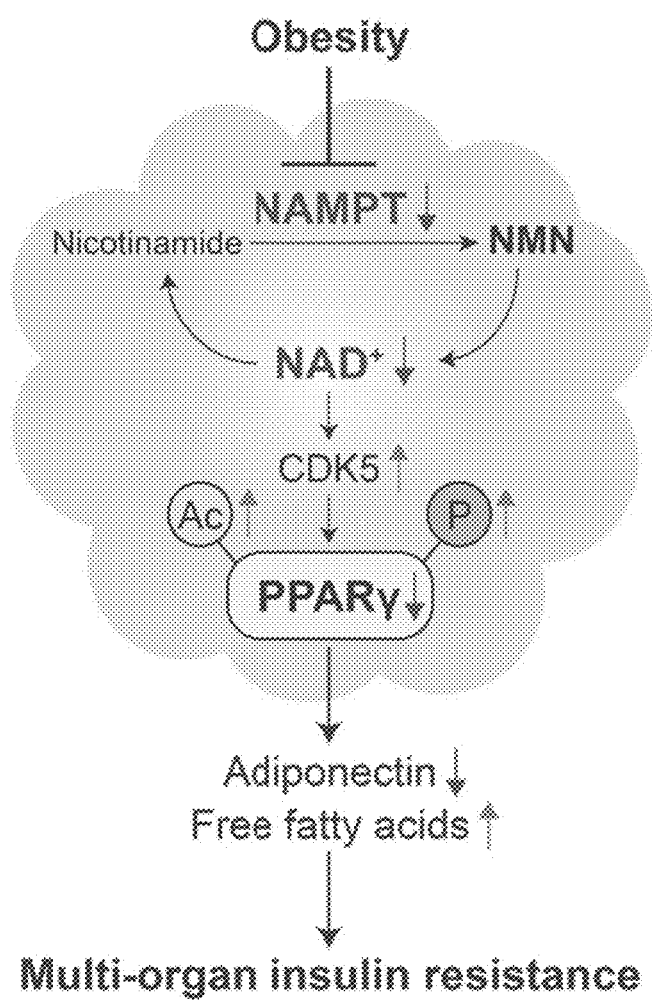 Obesity
NAMPT ↓
Nicotinamide → NMN
NAD⁺ ↓
CDK5 ↑
Ac ↑ P ↑
PPARγ ↓
Adiponectin ↓
Free fatty acids ↑
Multi-organ insulin resistance